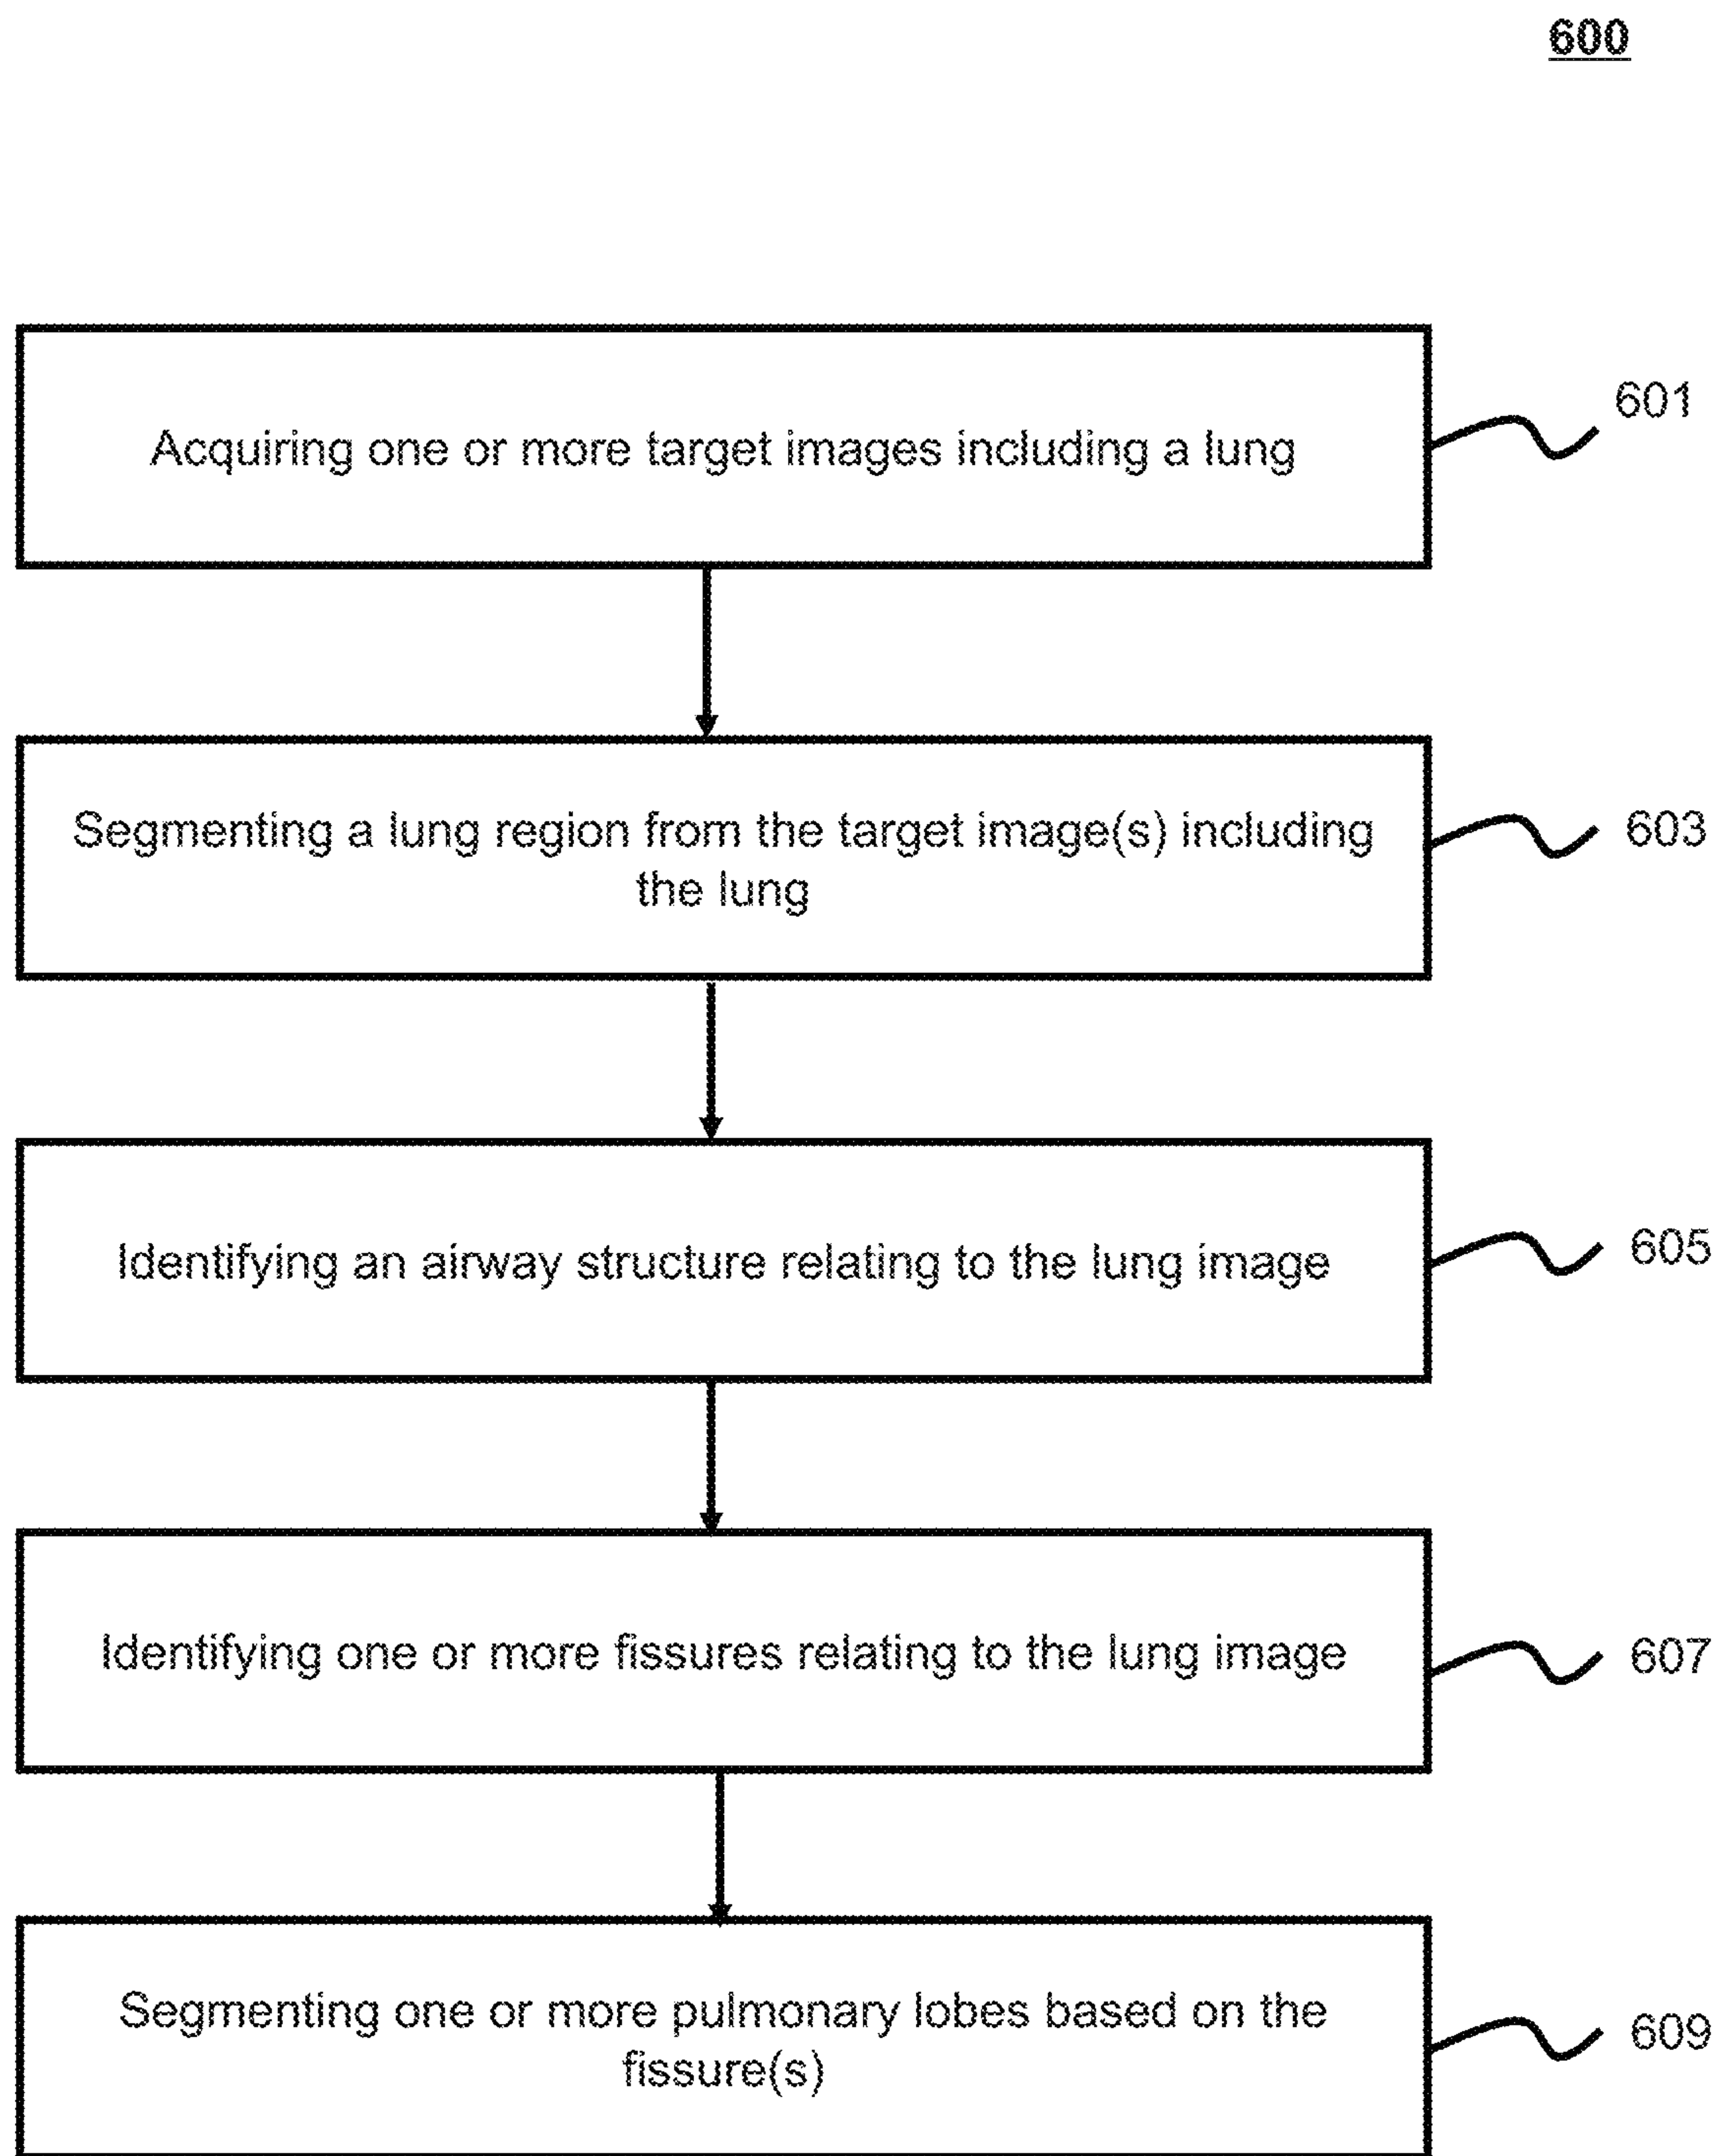 600
Acquiring one or more target images including a lung
601
Segmenting a lung region from the target image(s) including
the lung
603
Identifying an airway structure relating to the lung image
605
Identifying one or more fissures relating to the lung image
607
Segmenting one or more pulmonary lobes based on the
fissure(s)
609